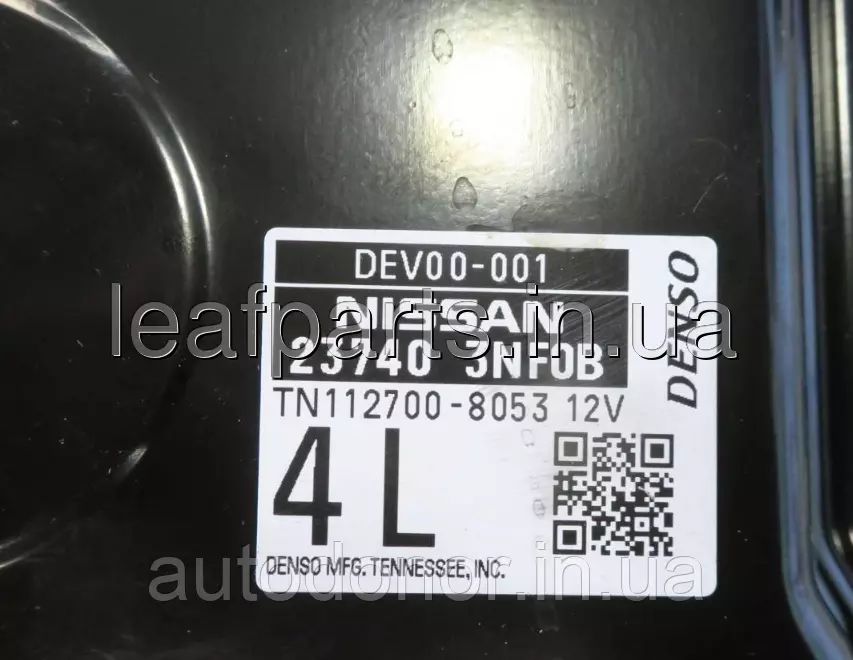 DEV00-001
NISSAN
leafparts.in.ua
23740 3NF0B
DENSO
TN112700-8053 12V
4L
DENSO MFG. TENNESSEE, INC.
autodonor.in.ua